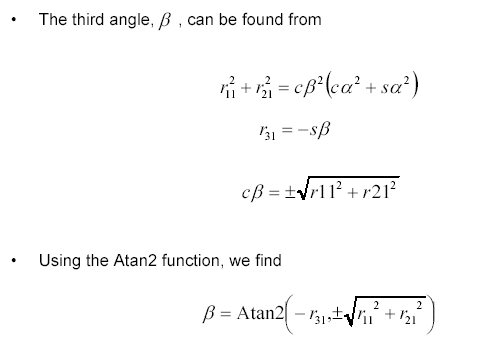 • The third angle, β , can be found from
r₁₁² + r₂₁² = cβ²(cα² + sα²)
r₃₁ = −sβ
cβ = ±√(r11² + r21²)
• Using the Atan2 function, we find
β = Atan2(− r₃₁,±√(r₁₁² + r₂₁²))